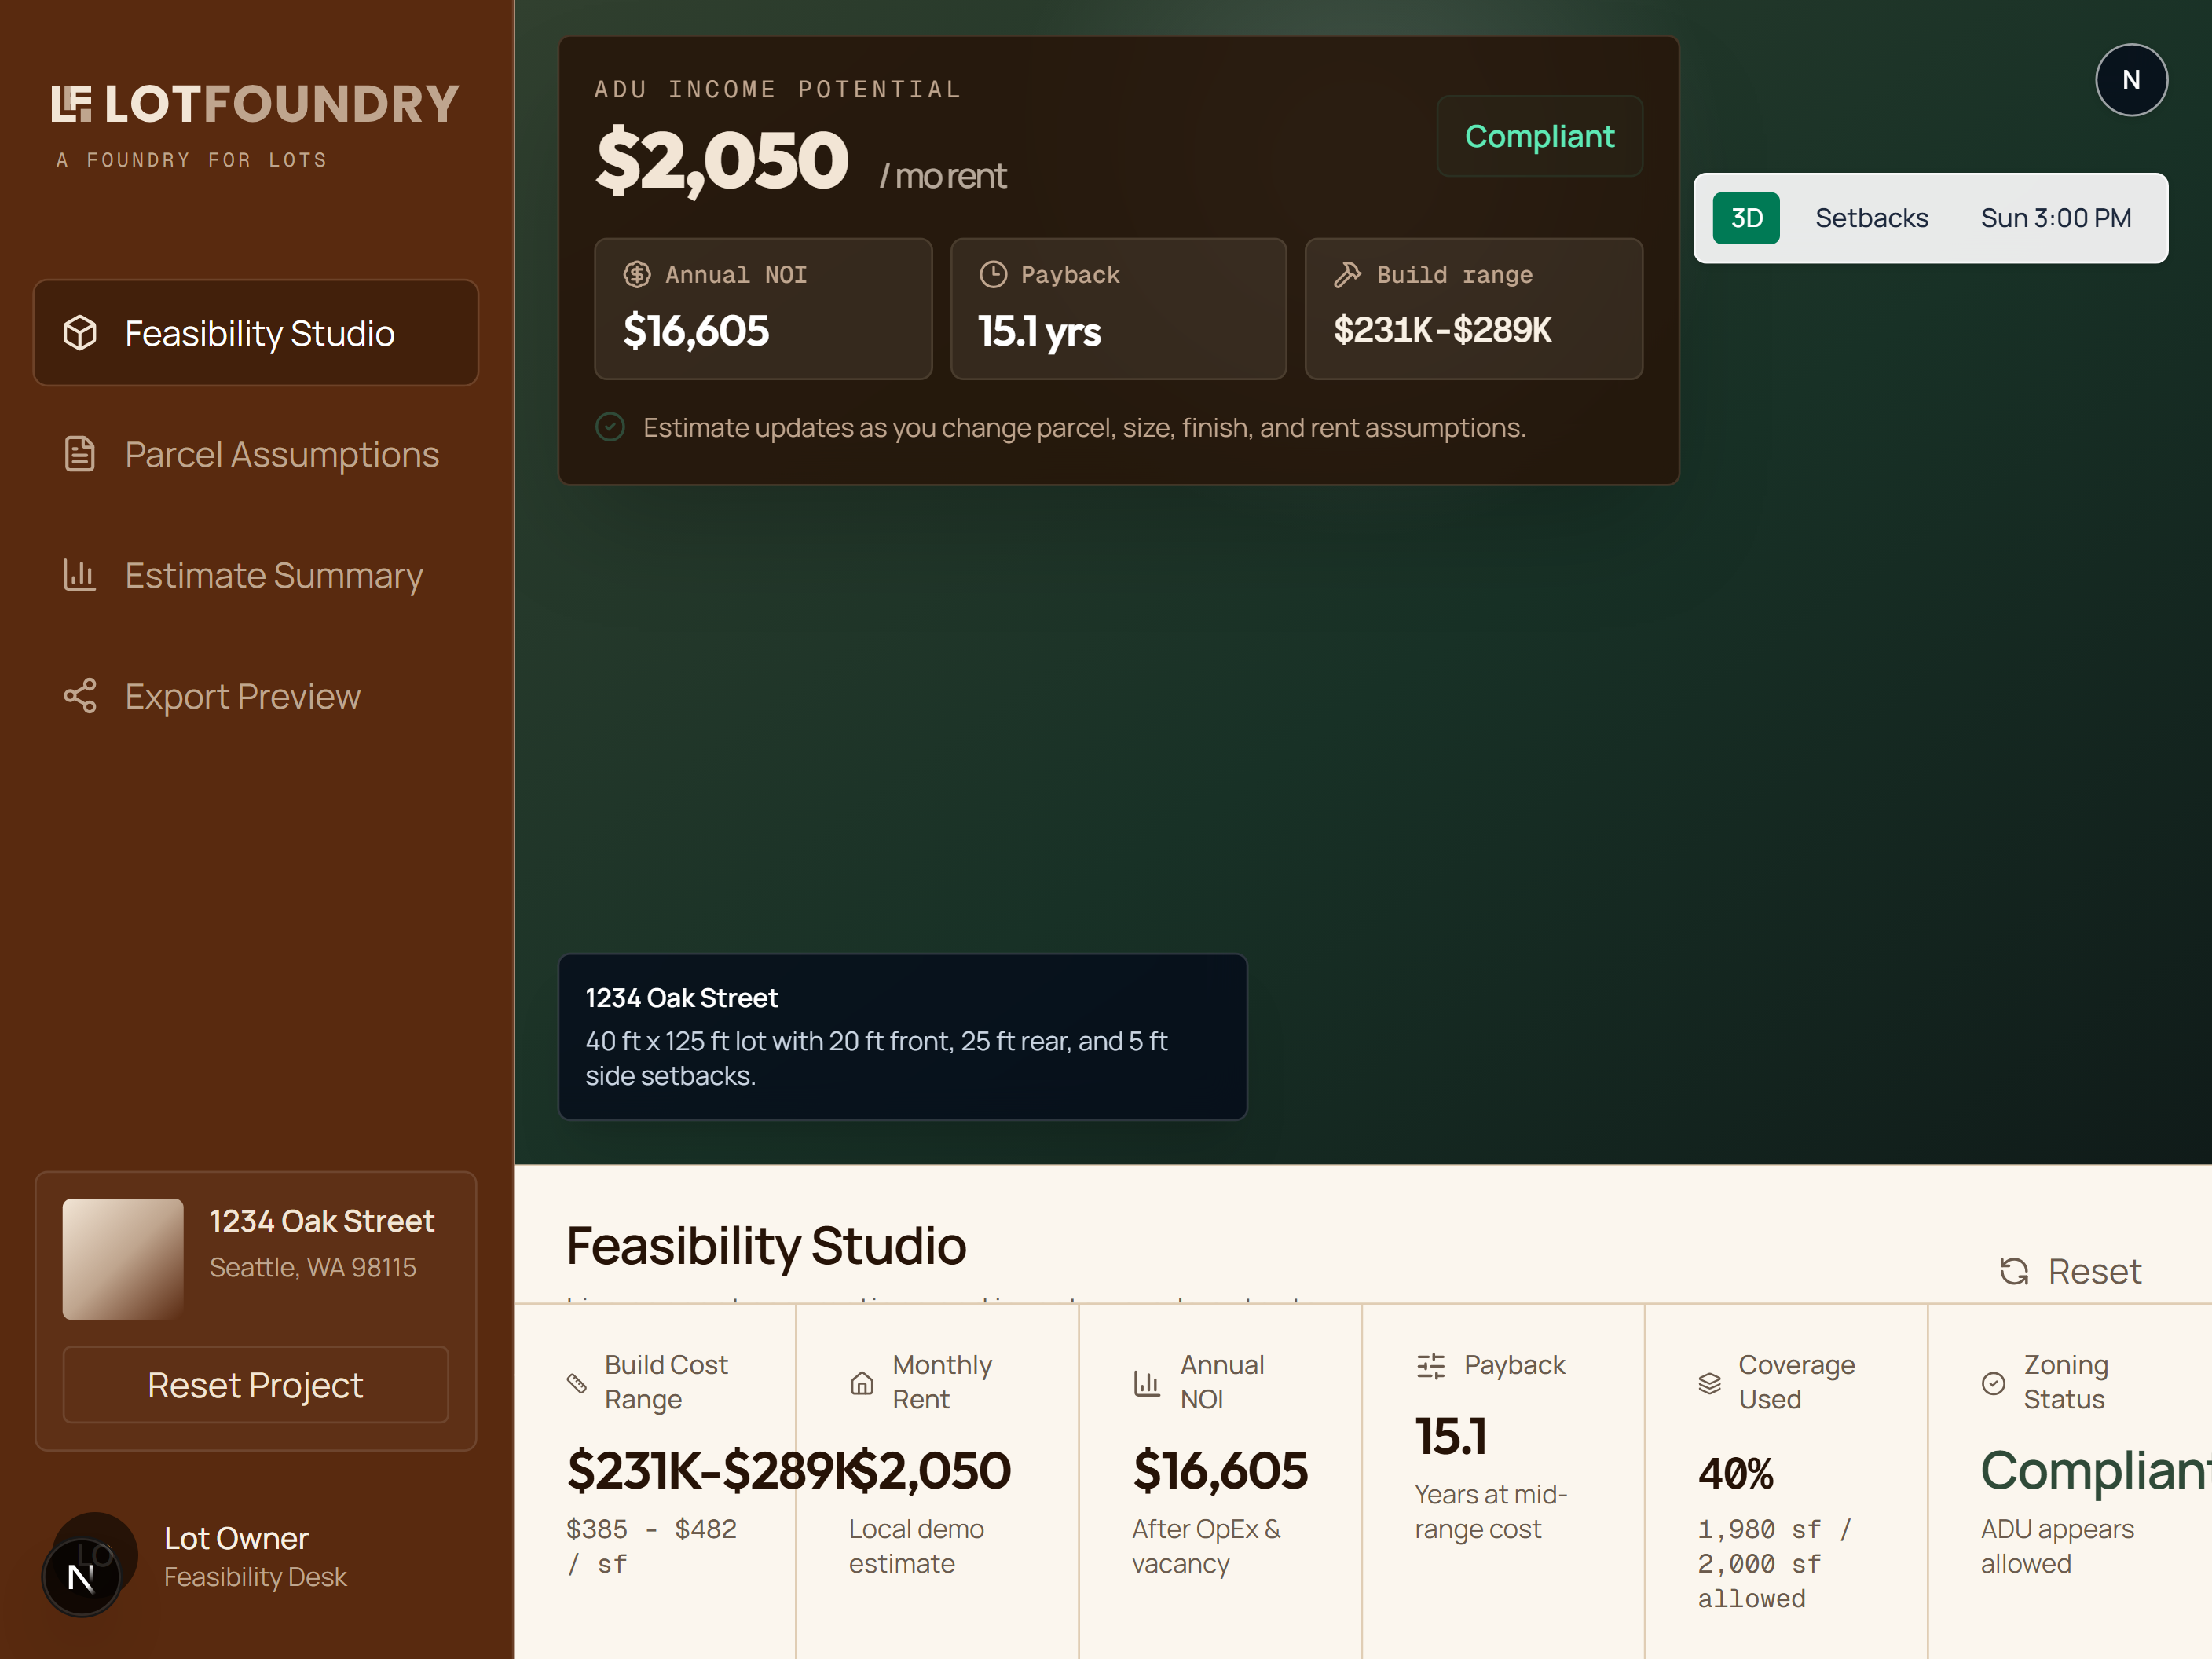 LF LOTFOUNDRY
A FOUNDRY FOR LOTS
Feasibility Studio
Parcel Assumptions
Estimate Summary
Export Preview
1234 Oak Street
Seattle, WA 98115
Reset Project
LO
N
Lot Owner
Feasibility Desk
ADU INCOME POTENTIAL
$2,050 / mo rent
Compliant
Annual NOI
$16,605
Payback
15.1 yrs
Build range
$231K-$289K
Estimate updates as you change parcel, size, finish, and rent assumptions.
N
3D Setbacks Sun 3:00 PM
1234 Oak Street
40 ft x 125 ft lot with 20 ft front, 25 ft rear, and 5 ft
side setbacks.
Feasibility Studio
Reset
Build Cost
Range
$231K-$289K
$385 - $482
/ sf
Monthly
Rent
$2,050
Local demo
estimate
Annual
NOI
$16,605
After OpEx &
vacancy
Payback
15.1
Years at mid-
range cost
Coverage
Used
40%
1,980 sf /
2,000 sf
allowed
Zoning
Status
Compliant
ADU appears
allowed